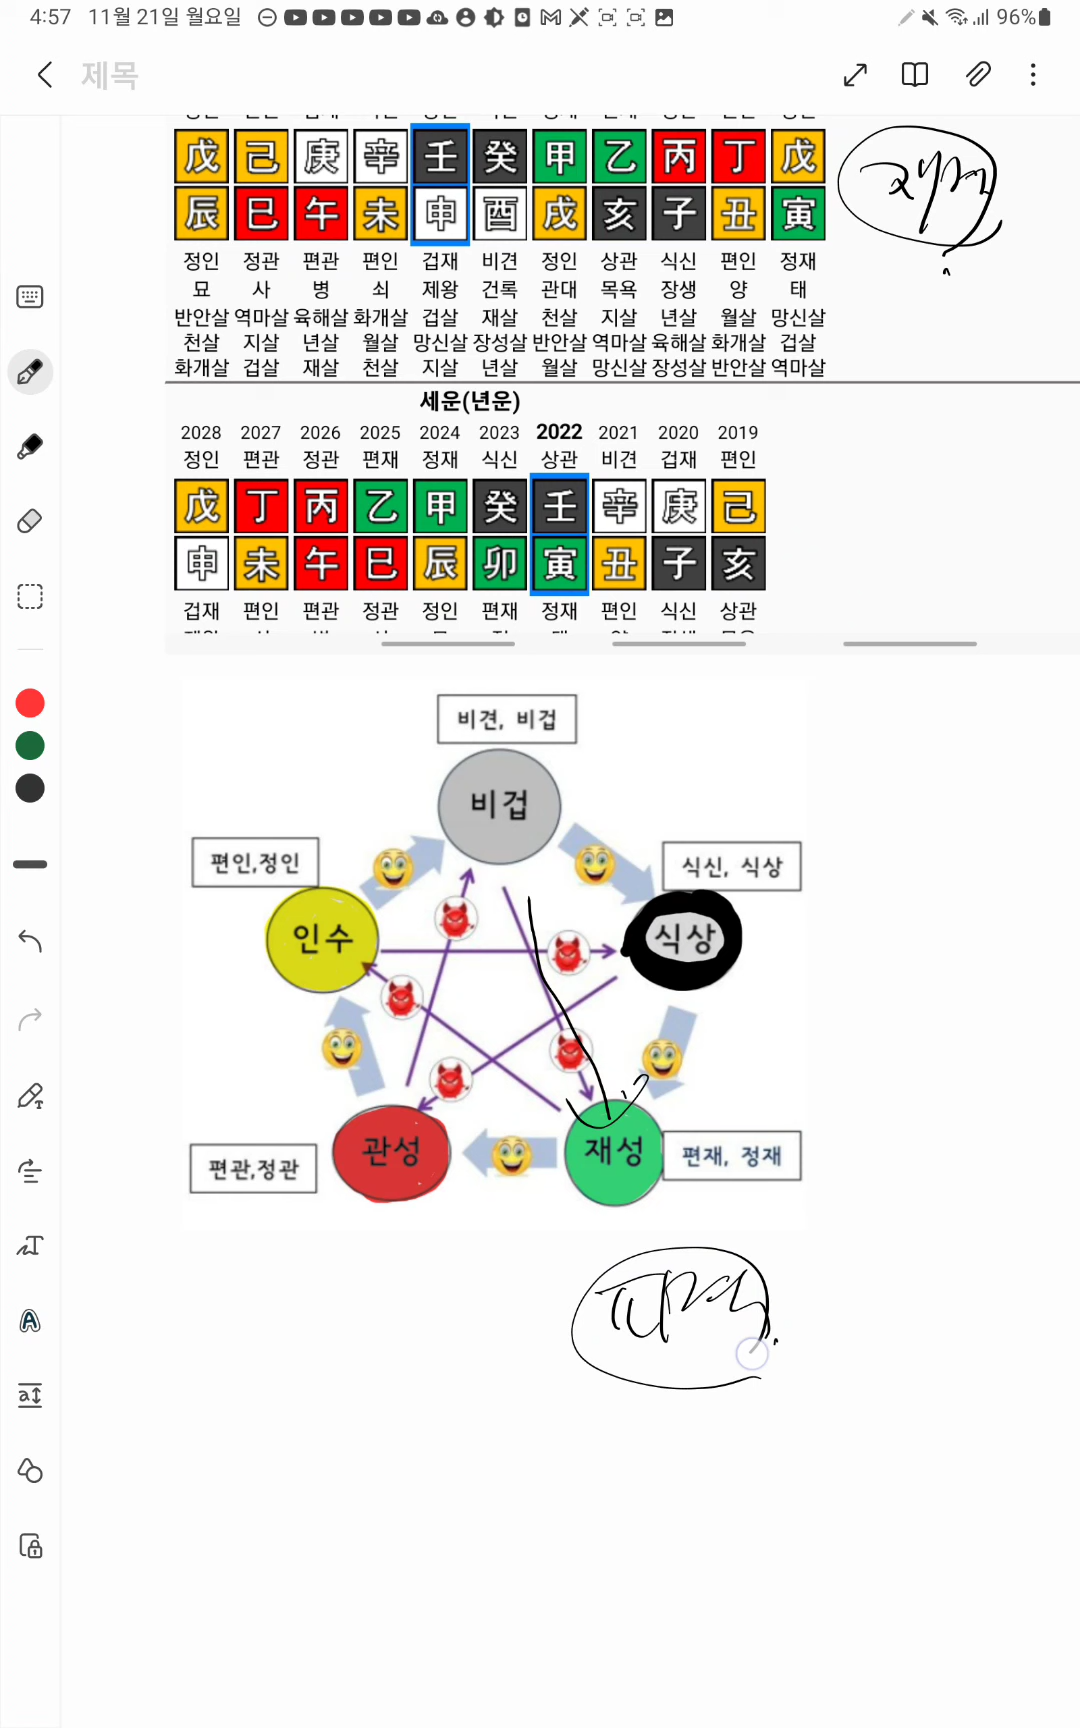 4:57 11월 21일 월요일 96%
제목
戊 己 庚 辛 壬 癸 甲 乙 丙 丁 戊
辰 巳 午 未 申 酉 戌 亥 子 丑 寅
정인 정관 편관 편인 겁재 비견 정인 상관 식신 편인 정재
묘 사 병 쇠 제왕 건록 관대 목욕 장생 양 태
반안살 역마살 육해살 화개살 겁살 재살 천살 지살 년살 월살 망신살
천살 지살 년살 월살 망신살 장성살 반안살 역마살 육해살 화개살 겁살
화개살 겁살 재살 천살 지살 년살 월살 망신살 장성살 반안살 역마살
세운(년운)
2028 2027 2026 2025 2024 2023 2022 2021 2020 2019
정인 편관 정관 편재 정재 식신 상관 비견 겁재 편인
戊 丁 丙 乙 甲 癸 壬 辛 庚 己
申 未 午 巳 辰 卯 寅 丑 子 亥
겁재 편인 편관 정관 정인 편재 정재 편인 식신 상관
비견, 비겁
비겁
편인,정인
식신, 식상
인수
식상
관성
재성
편관,정관
편재, 정재